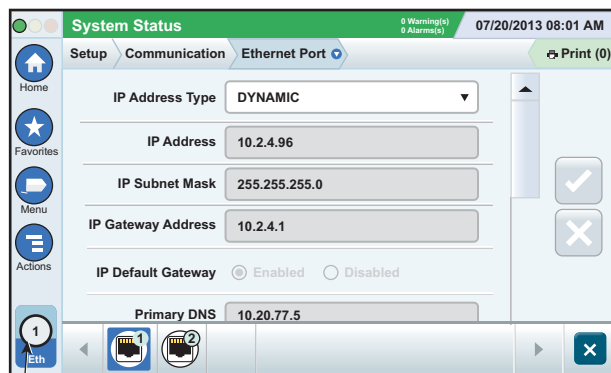 System Status
0 Warning(s)
0 Alarms(s)
07/20/2013 08:01 AM
Setup Communication Ethernet Port
Print (0)
Home
Favorites
Menu
Actions
IP Address Type DYNAMIC
IP Address 10.2.4.96
IP Subnet Mask 255.255.255.0
IP Gateway Address 10.2.4.1
IP Default Gateway Enabled Disabled
Primary DNS 10.20.77.5
1
Eth
1
2